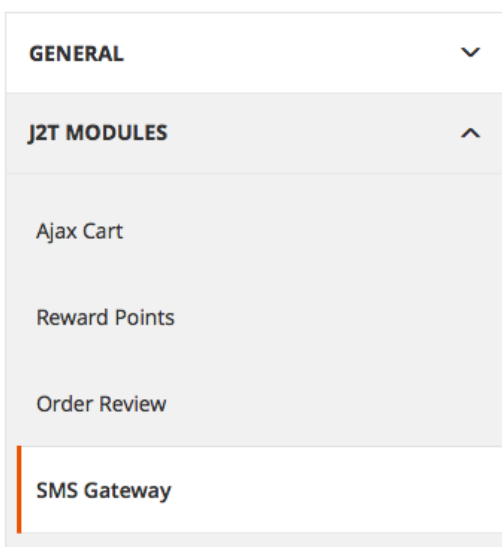 GENERAL
J2T MODULES
Ajax Cart
Reward Points
Order Review
SMS Gateway